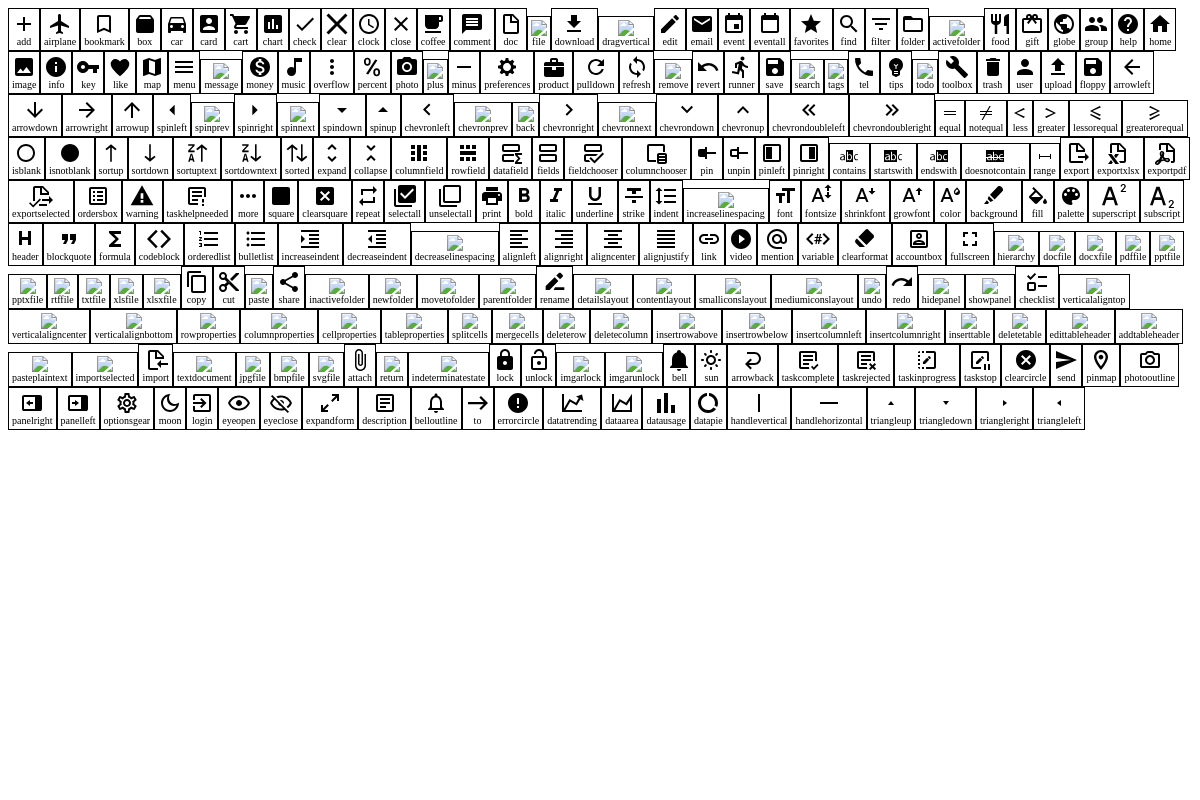 add airplane bookmark box car card cart chart check clear clock close coffee comment doc file download dragvertical edit email event eventall favorites find filter folder activefolder food gift globe group help home
image info key like map menu message money music overflow percent photo plus minus preferences product pulldown refresh remove revert runner save search tags tel tips todo toolbox trash user upload floppy arrowleft
arrowdown arrowright arrowup spinleft spinprev spinright spinnext spindown spinup chevronleft chevronprev back chevronright chevronnext chevrondown chevronup chevrondoubleleft chevrondoubleright equal notequal less greater lessorequal greaterorequal
isblank isnotblank sortup sortdown sortuptext sortdowntext sorted expand collapse columnfield rowfield datafield fields fieldchooser columnchooser pin unpin pinleft pinright contains startswith endswith doesnotcontain range export exportxlsx exportpdf
exportselected ordersbox warning taskhelpneeded more square clearsquare repeat selectall unselectall print bold italic underline strike indent increaselinespacing font fontsize shrinkfont growfont color background fill palette superscript subscript
header blockquote formula codeblock orderedlist bulletlist increaseindent decreaseindent decreaselinespacing alignleft alignright aligncenter alignjustify link video mention variable clearformat accountbox fullscreen hierarchy docfile docxfile pdffile pptfile
pptxfile rtffile txtfile xlsfile xlsxfile copy cut paste share inactivefolder newfolder movetofolder parentfolder rename detailslayout contentlayout smalliconslayout mediumiconslayout undo redo hidepanel showpanel checklist verticalaligntop
verticalaligncenter verticalalignbottom rowproperties columnproperties cellproperties tableproperties splitcells mergecells deleterow deletecolumn insertrowabove insertrowbelow insertcolumnleft insertcolumnright inserttable deletetable edittableheader addtableheader
pasteplaintext importselected import textdocument jpgfile bmpfile svgfile attach return indeterminatestate lock unlock imgarlock imgarunlock bell sun arrowback taskcomplete taskrejected taskinprogress taskstop clearcircle send pinmap photooutline
panelright panelleft optionsgear moon login eyeopen eyeclose expandform description belloutline to errorcircle datatrending dataarea datausage datapie handlevertical handlehorizontal triangleup triangledown triangleright triangleleft